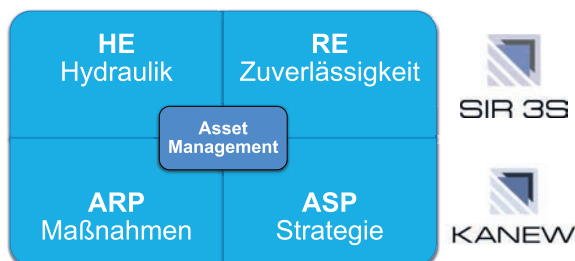 HE
Hydraulik
RE
Zuverlässigkeit
Asset
Management
ARP
Maßnahmen
ASP
Strategie
SIR 3S
KANEW